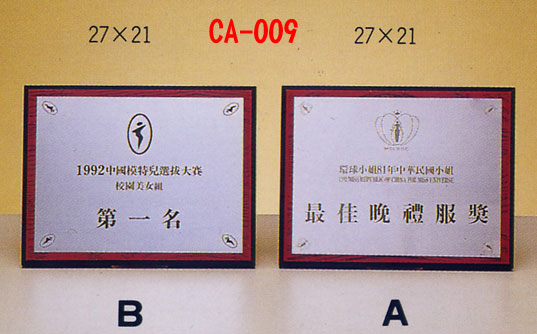 27×21
CA-009
27×21
1992中國模特兒選拔大賽
校園美女組
第一名
環球小姐81年中華民國小姐
最佳晚禮服獎
B
A